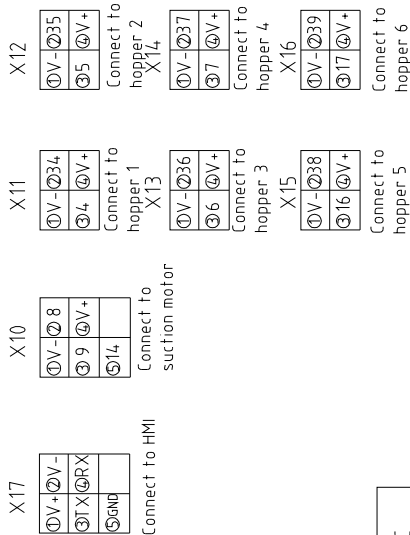 X12
①V- ②35
③5 ④V+
Connect to
hopper 2
X14
①V- ②37
③7 ④V+
Connect to
hopper 4
X16
①V- ②39
③17 ④V+
Connect to
hopper 6
X11
①V- ②34
③4 ④V+
Connect to
hopper 1
X13
①V- ②36
③6 ④V+
Connect to
hopper 3
X15
①V- ②38
③16 ④V+
Connect to
hopper 5
X10
①V- ②8
③9 ④V+
⑤14
Connect to
suction motor
X17
①V+ ②V-
③TX ④RX
⑤GND
Connect to HMI